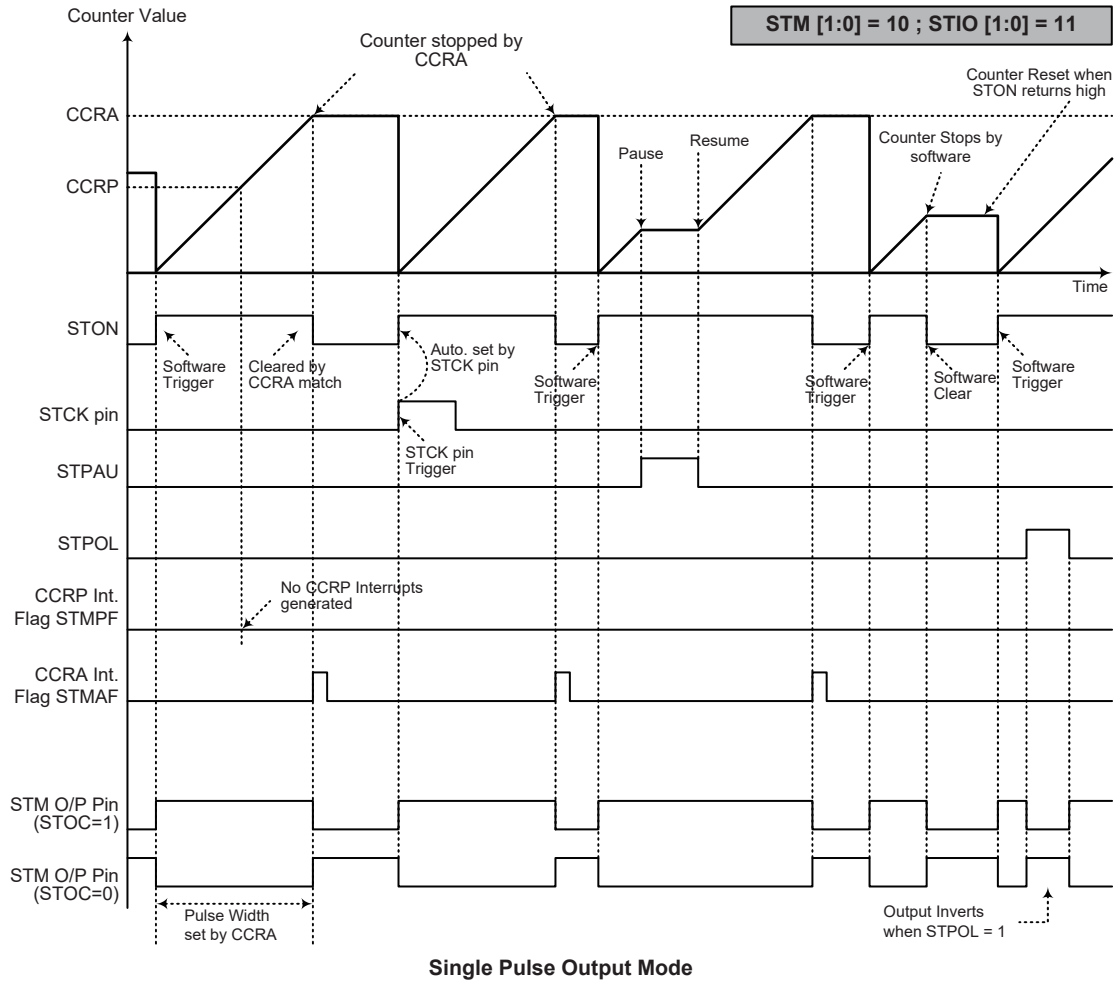 Counter Value
STM [1:0] = 10 ; STIO [1:0] = 11
Counter stopped by
CCRA
Counter Reset when
STON returns high
CCRA
Pause
Resume
Counter Stops by
software
CCRP
Time
STON
Software
Trigger
Cleared by
CCRA match
Auto. set by
STCK pin
Software
Trigger
Software
Trigger
Software
Clear
Software
Trigger
STCK pin
STCK pin
Trigger
STPAU
STPOL
CCRP Int.
Flag STMPF
No CCRP Interrupts
generated
CCRA Int.
Flag STMAF
STM O/P Pin
(STOC=1)
STM O/P Pin
(STOC=0)
Pulse Width
set by CCRA
Output Inverts
when STPOL = 1
Single Pulse Output Mode